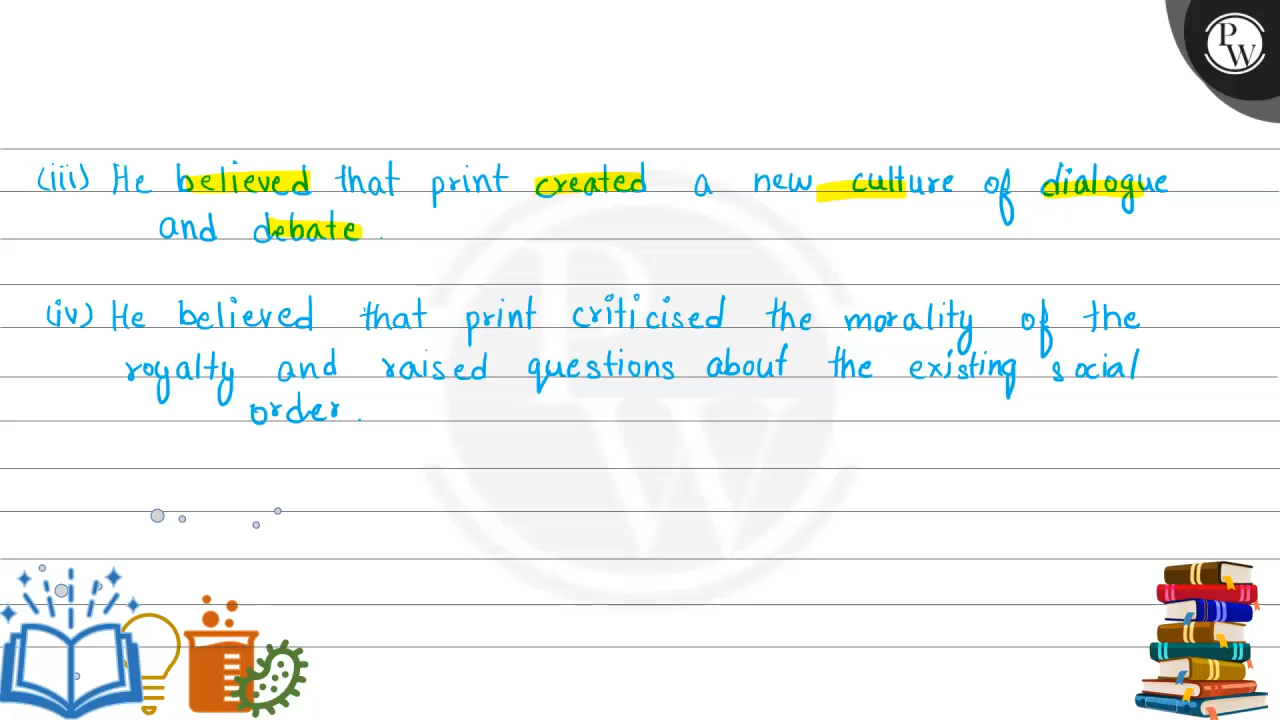 PW
(iii) He believed that print created a new culture of dialogue
and debate.
(iv) He believed that print criticised the morality of the
royalty and raised questions about the existing social
order.